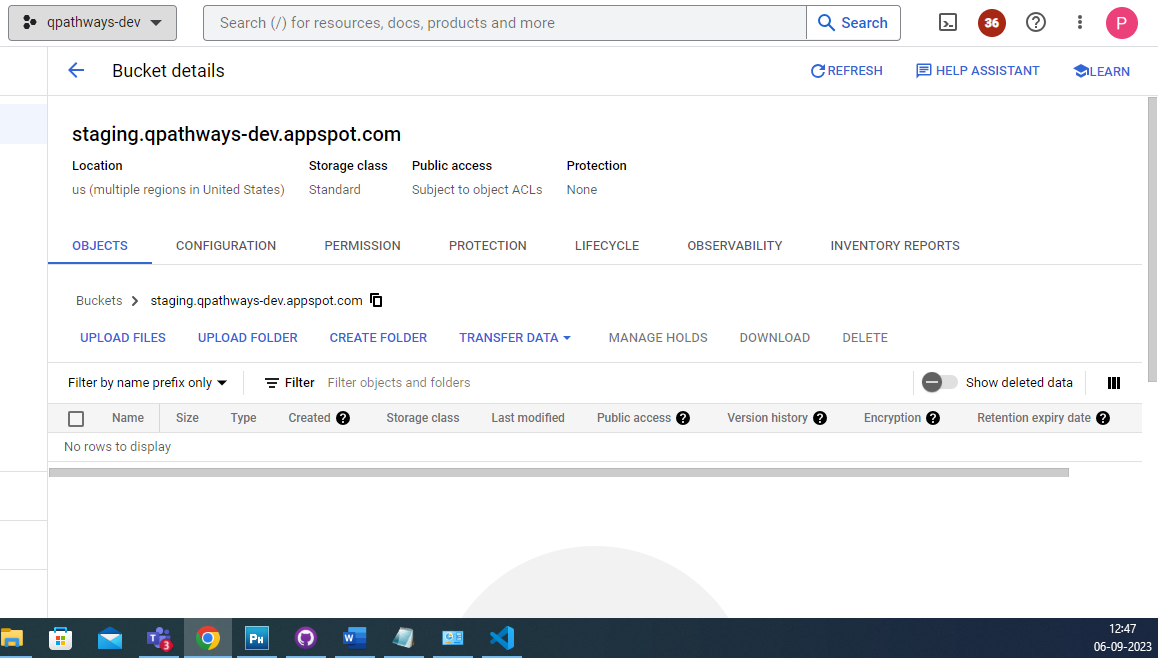 qpathways-dev Search (/) for resources, docs, products and more Search 36 P
Bucket details REFRESH HELP ASSISTANT LEARN
staging.qpathways-dev.appspot.com
Location Storage class Public access Protection
us (multiple regions in United States) Standard Subject to object ACLs None
OBJECTS CONFIGURATION PERMISSION PROTECTION LIFECYCLE OBSERVABILITY INVENTORY REPORTS
Buckets staging.qpathways-dev.appspot.com
UPLOAD FILES UPLOAD FOLDER CREATE FOLDER TRANSFER DATA MANAGE HOLDS DOWNLOAD DELETE
Filter by name prefix only Filter Filter objects and folders Show deleted data
Name Size Type Created Storage class Last modified Public access Version history Encryption Retention expiry date
No rows to display
12:47
06-09-2023